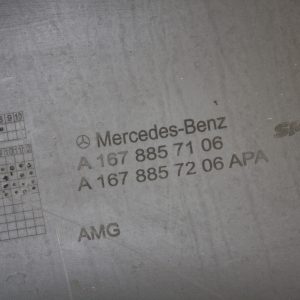 Mercedes-Benz
A 167 885 71 06
A 167 885 72 06 APA
AMG